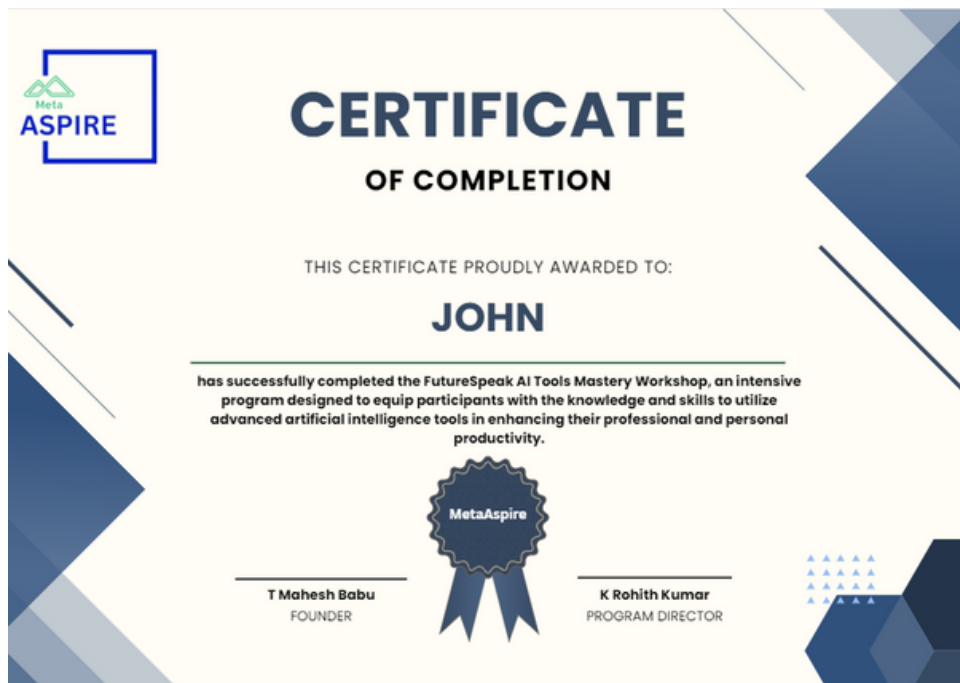 Meta
ASPIRE
CERTIFICATE
OF COMPLETION
THIS CERTIFICATE PROUDLY AWARDED TO:
JOHN
has successfully completed the FutureSpeak AI Tools Mastery Workshop, an intensive
program designed to equip participants with the knowledge and skills to utilize
advanced artificial intelligence tools in enhancing their professional and personal
productivity.
MetaAspire
T Mahesh Babu
FOUNDER
K Rohith Kumar
PROGRAM DIRECTOR